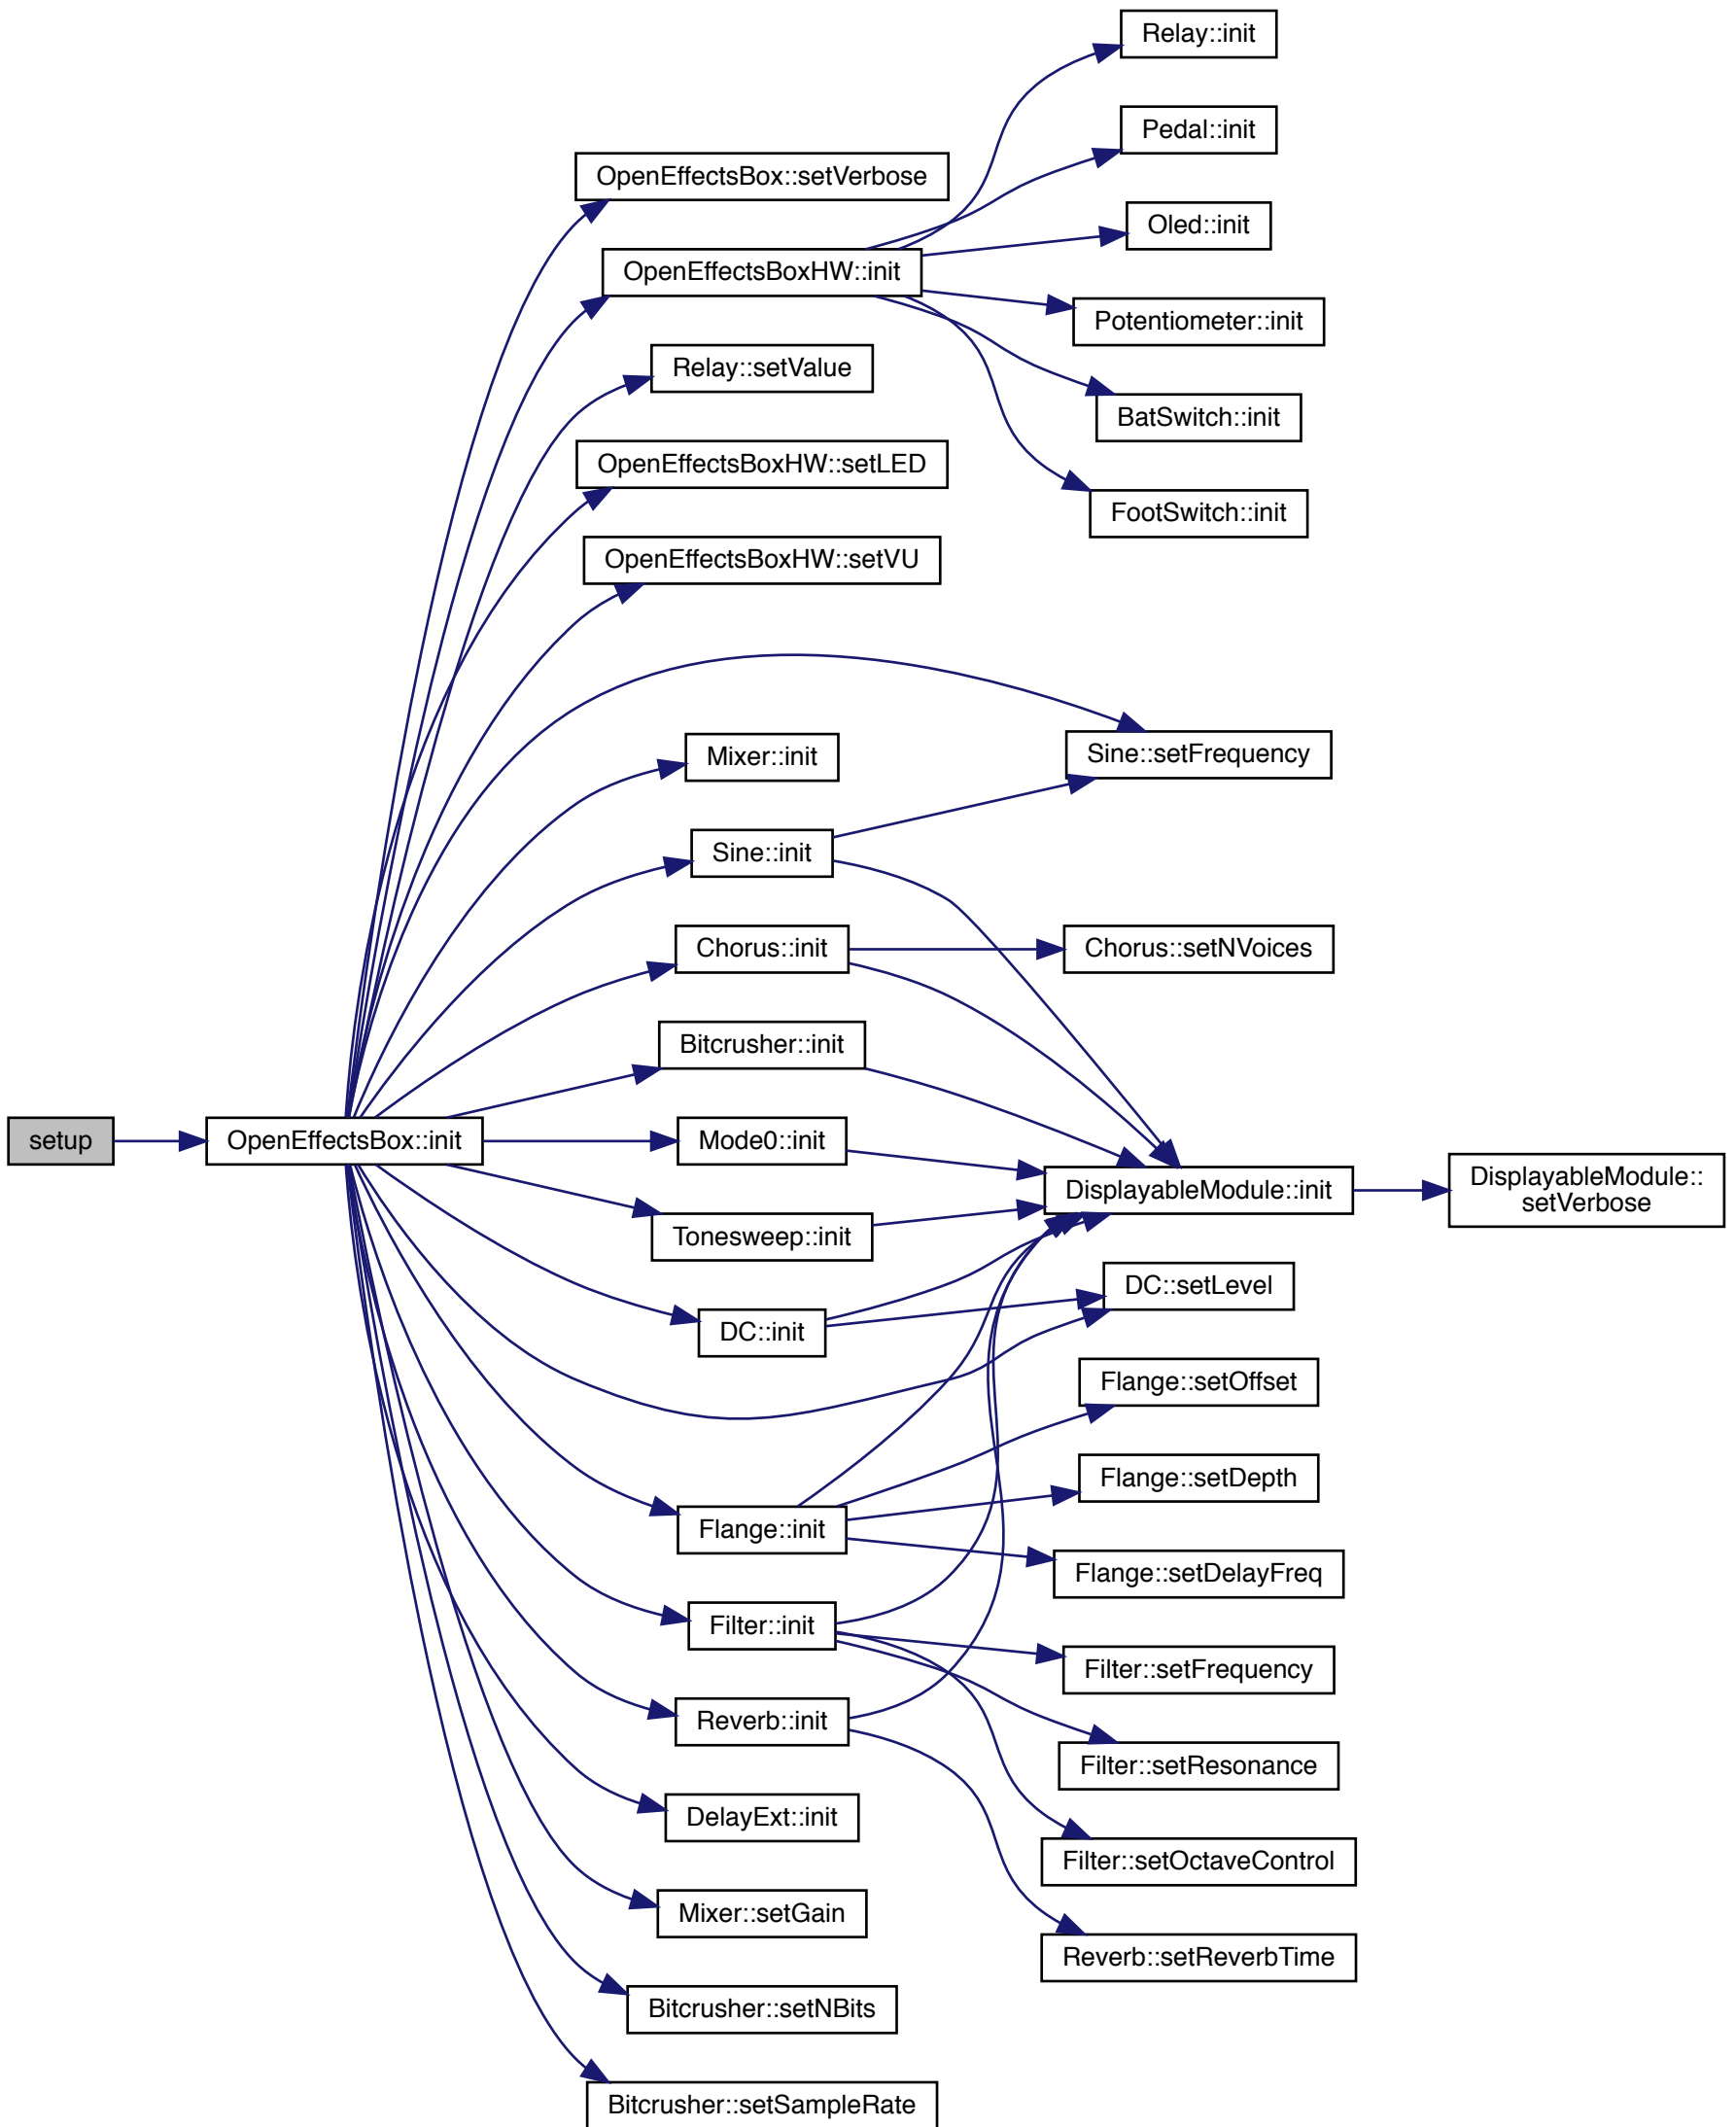 setup
OpenEffectsBox::init
OpenEffectsBox::setVerbose
OpenEffectsBoxHW::init
Relay::setValue
OpenEffectsBoxHW::setLED
OpenEffectsBoxHW::setVU
Mixer::init
Sine::init
Chorus::init
Bitcrusher::init
Mode0::init
Tonesweep::init
DC::init
Flange::init
Filter::init
Reverb::init
DelayExt::init
Mixer::setGain
Bitcrusher::setNBits
Bitcrusher::setSampleRate
Relay::init
Pedal::init
Oled::init
Potentiometer::init
BatSwitch::init
FootSwitch::init
Sine::setFrequency
Chorus::setNVoices
DisplayableModule::init
DC::setLevel
Flange::setOffset
Flange::setDepth
Flange::setDelayFreq
Filter::setFrequency
Filter::setResonance
Filter::setOctaveControl
Reverb::setReverbTime
DisplayableModule::
setVerbose